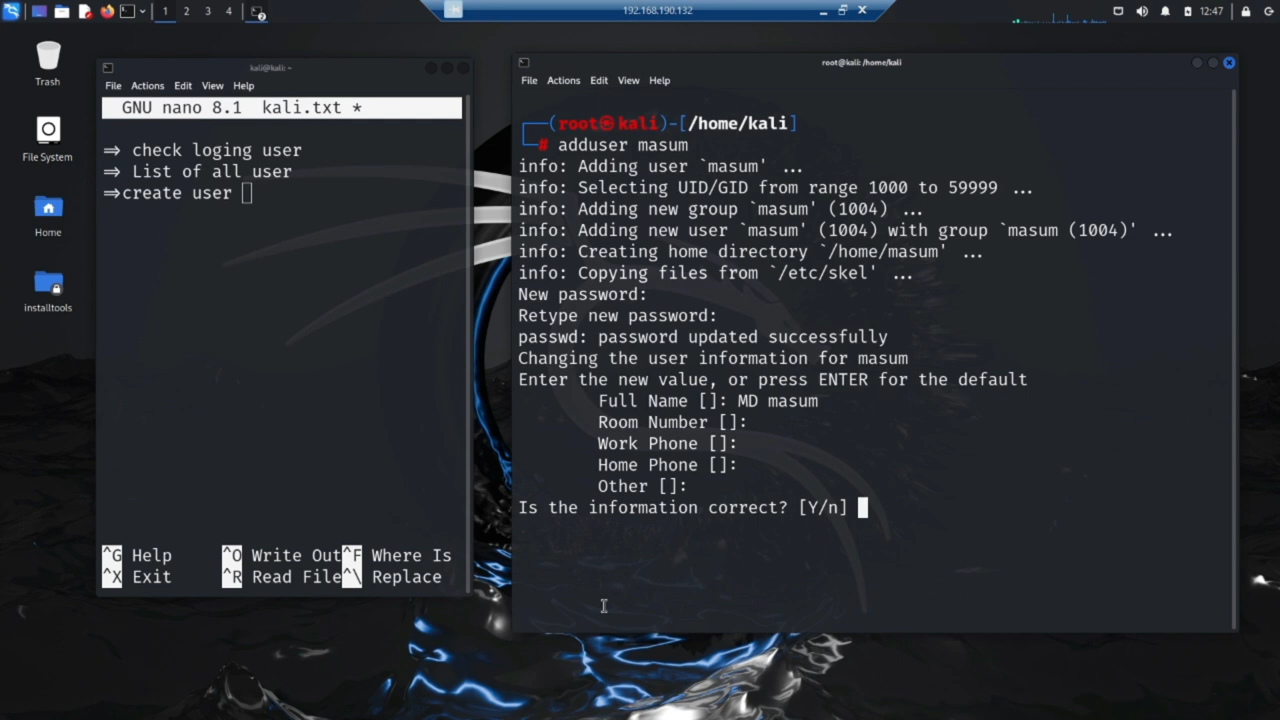 1 2 3 4
192.168.190.132
12:47
Trash
File System
Home
installtools
kali@kali: ~
File Actions Edit View Help
GNU nano 8.1 kali.txt *
⇒ check loging user
⇒ List of all user
⇒create user
^G Help ^O Write Out ^F Where Is
^X Exit ^R Read File ^\ Replace
root@kali: /home/kali
File Actions Edit View Help
┌──(root㉿kali)-[/home/kali]
└─# adduser masum
info: Adding user `masum' ...
info: Selecting UID/GID from range 1000 to 59999 ...
info: Adding new group `masum' (1004) ...
info: Adding new user `masum' (1004) with group `masum (1004)' ...
info: Creating home directory `/home/masum' ...
info: Copying files from `/etc/skel' ...
New password:
Retype new password:
passwd: password updated successfully
Changing the user information for masum
Enter the new value, or press ENTER for the default
Full Name []: MD masum
Room Number []:
Work Phone []:
Home Phone []:
Other []:
Is the information correct? [Y/n]